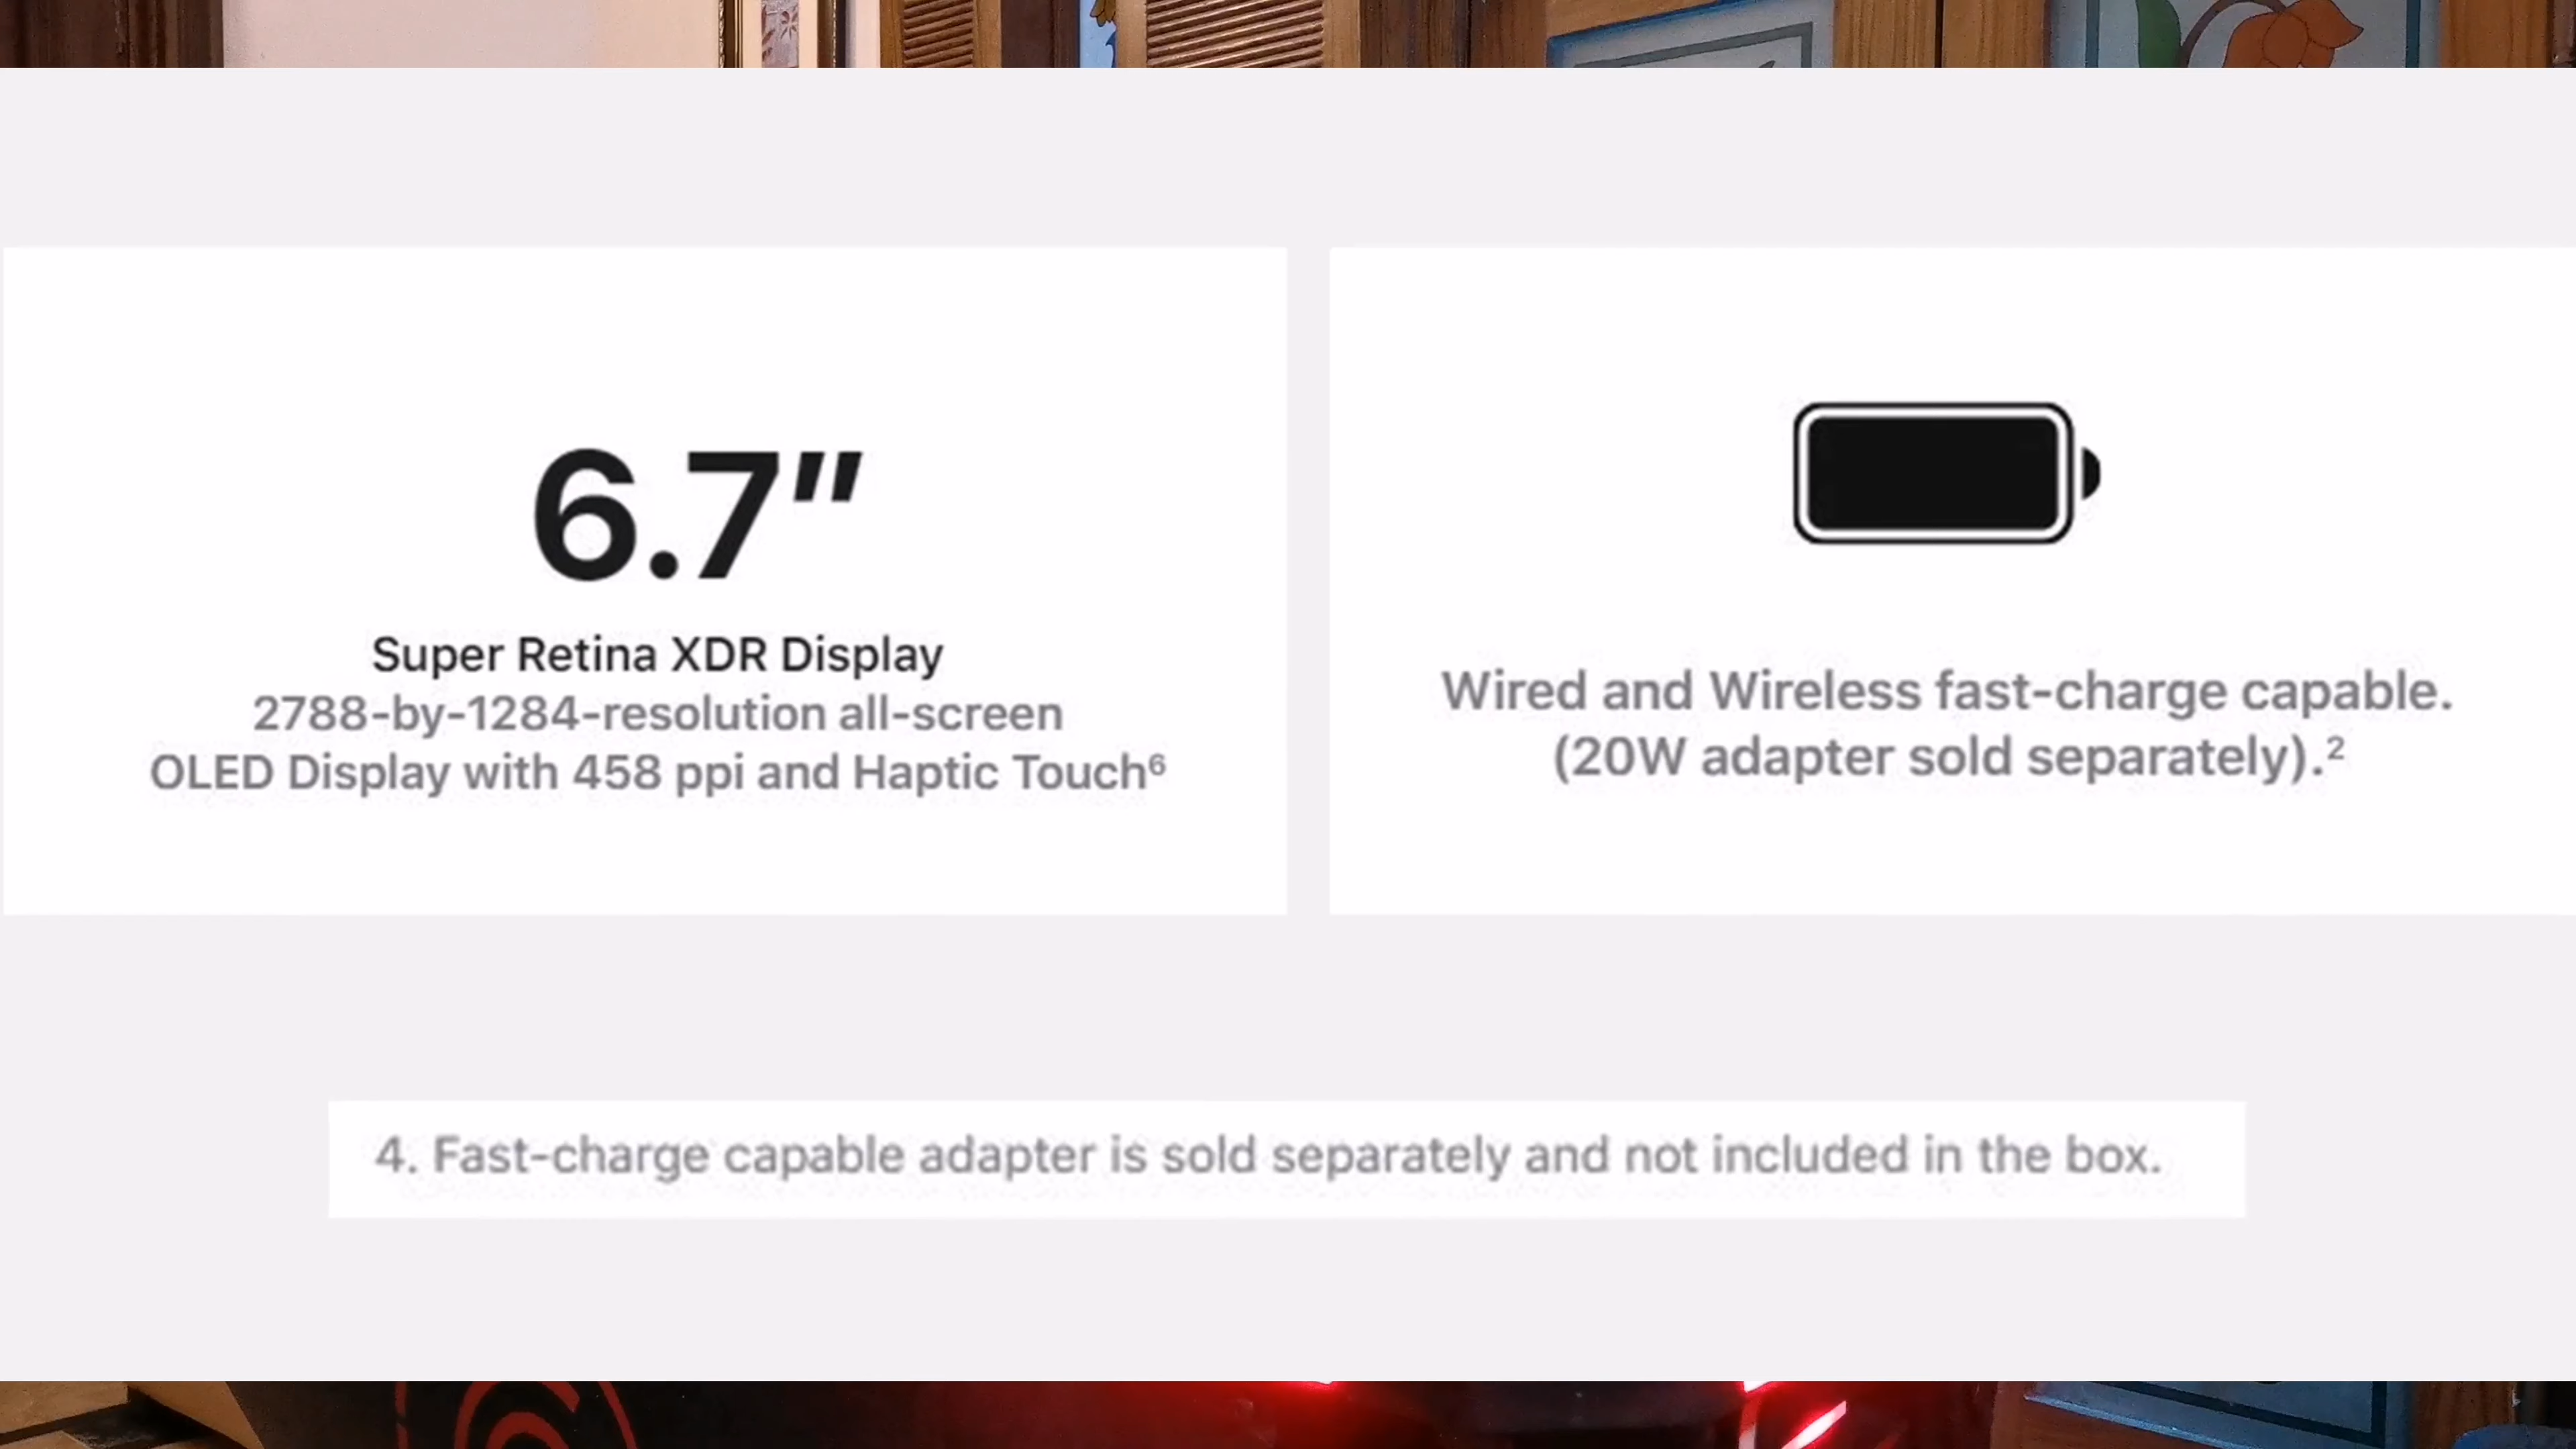 6.7"
Super Retina XDR Display
2788-by-1284-resolution all-screen
OLED Display with 458 ppi and Haptic Touch⁶
Wired and Wireless fast-charge capable.
(20W adapter sold separately).²
4. Fast-charge capable adapter is sold separately and not included in the box.